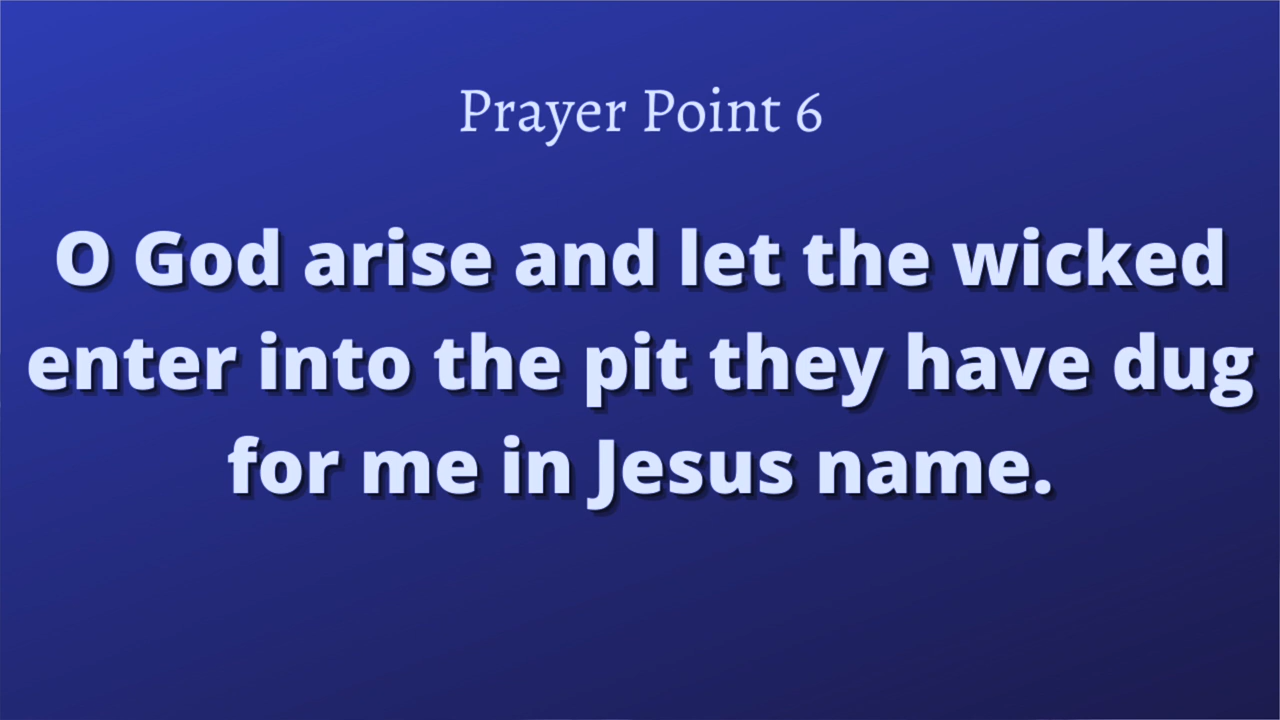 Prayer Point 6
O God arise and let the wicked
enter into the pit they have dug
for me in Jesus name.